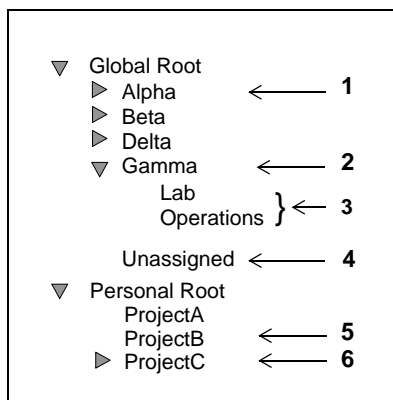 Global Root
Alpha 1
Beta
Delta
Gamma 2
Lab
Operations } 3
Unassigned 4
Personal Root
ProjectA
ProjectB 5
ProjectC 6